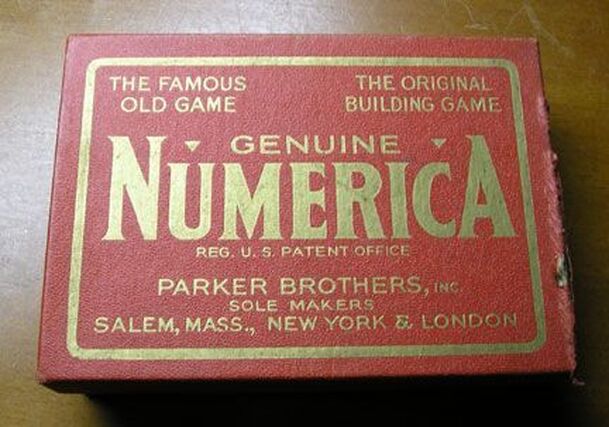 THE FAMOUS OLD GAME
THE ORIGINAL BUILDING GAME
GENUINE
NUMERICA
REG. U. S. PATENT OFFICE
PARKER BROTHERS, INC.
SOLE MAKERS
SALEM, MASS., NEW YORK & LONDON